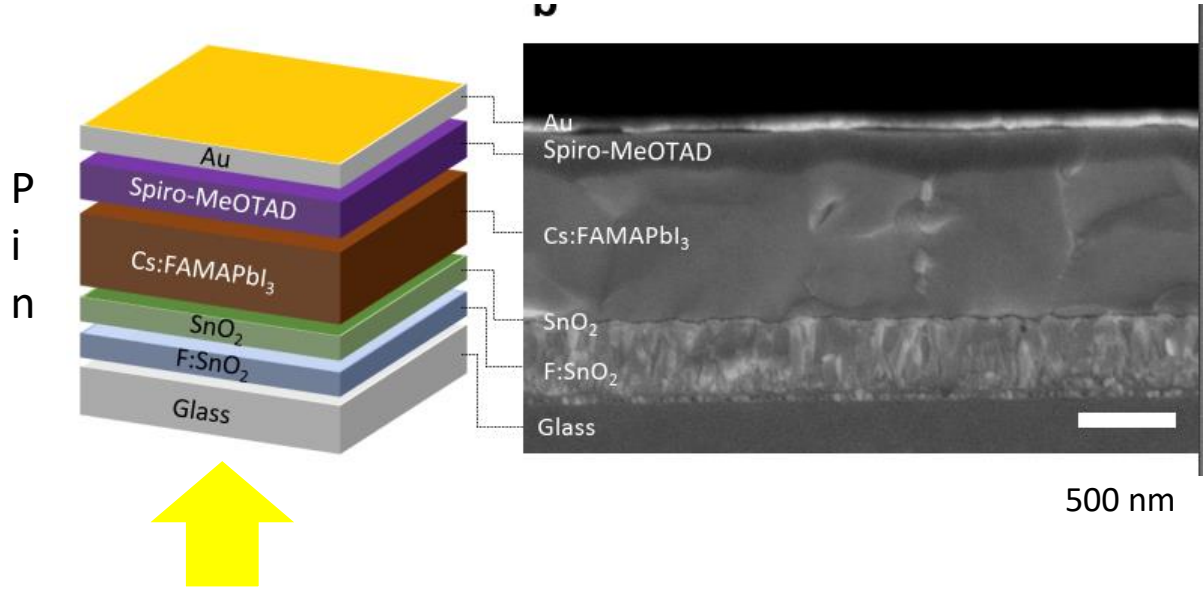 b
P
i
n
Au
Spiro-MeOTAD
Cs:FAMAPbI₃
SnO₂
F:SnO₂
Glass
Au
Spiro-MeOTAD
Cs:FAMAPbI₃
SnO₂
F:SnO₂
Glass
500 nm